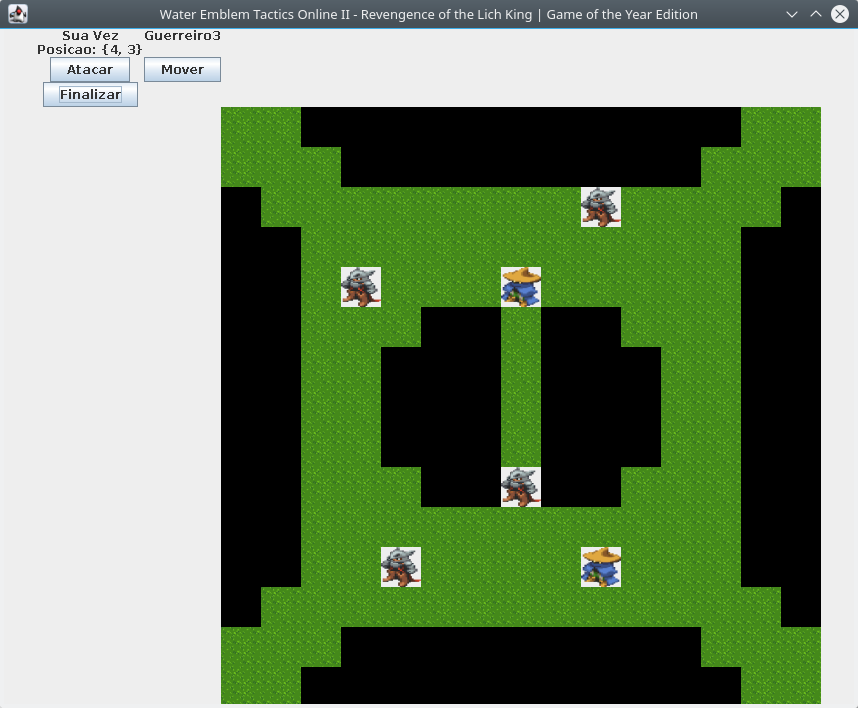 Water Emblem Tactics Online II - Revengence of the Lich King | Game of the Year Edition
Sua Vez Guerreiro3
Posicao: {4, 3}
Atacar Mover
Finalizar